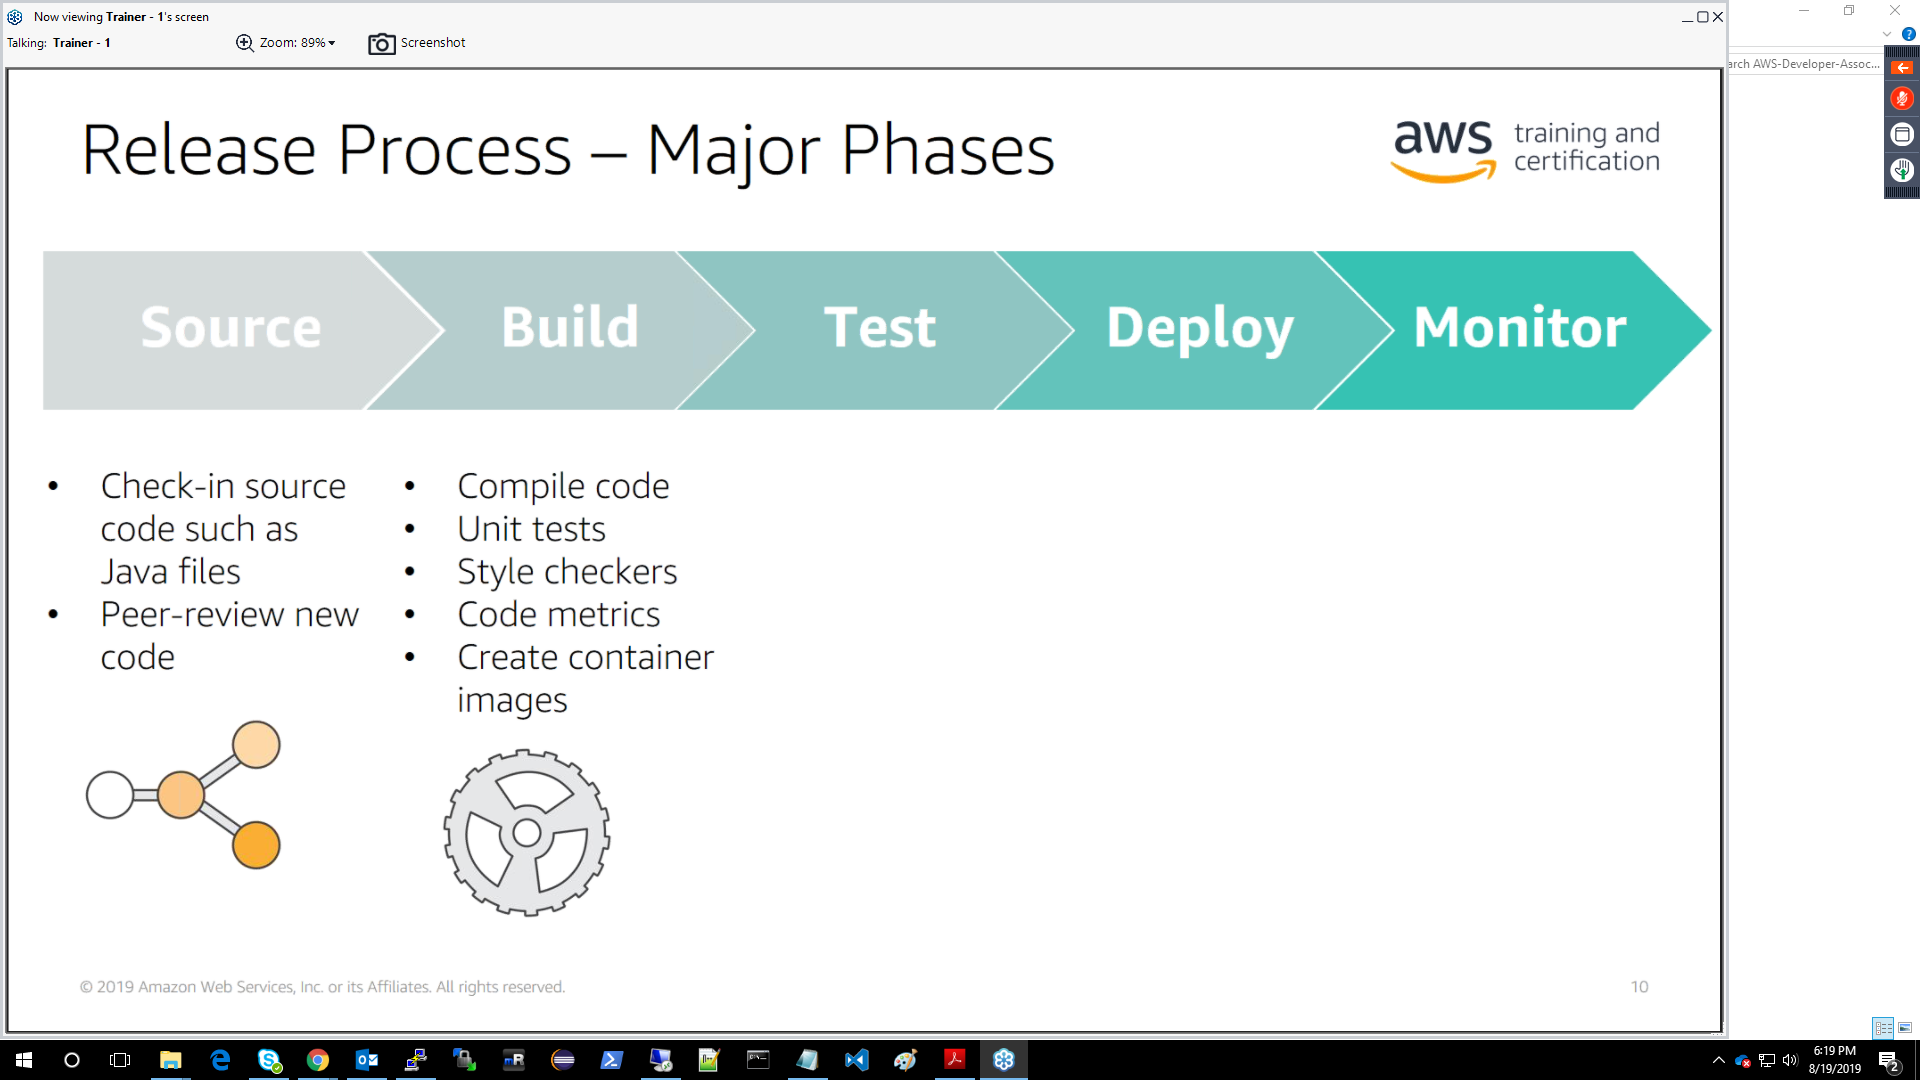 Now viewing Trainer - 1's screen
Talking: Trainer - 1
Zoom: 89%
Screenshot
arch AWS-Developer-Assoc...
?
Release Process – Major Phases
aws training and certification
Source
Build
Test
Deploy
Monitor
• Check-in source
code such as
Java files
• Peer-review new
code
• Compile code
• Unit tests
• Style checkers
• Code metrics
• Create container
images
© 2019 Amazon Web Services, Inc. or its Affiliates. All rights reserved.
10
6:19 PM
8/19/2019
2